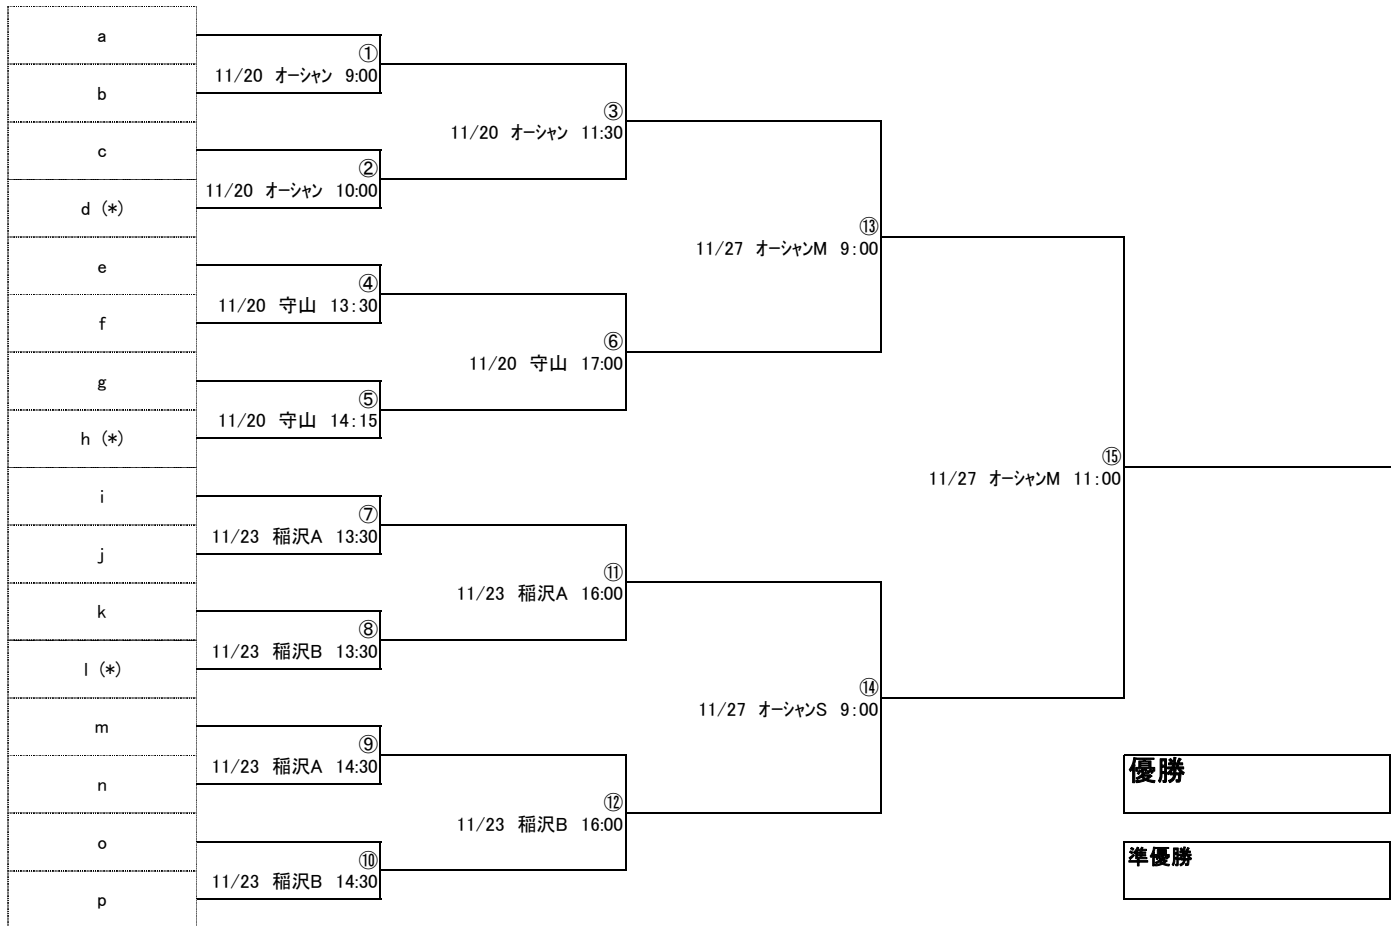 a
①
11/20 オーシャン 9:00
b
③
11/20 オーシャン 11:30
c
②
11/20 オーシャン 10:00
d (*)
⑬
11/27 オーシャンM 9:00
e
④
11/20 守山 13:30
f
⑥
11/20 守山 17:00
g
⑤
11/20 守山 14:15
h (*)
⑮
11/27 オーシャンM 11:00
i
⑦
11/23 稲沢A 13:30
j
⑪
11/23 稲沢A 16:00
k
⑧
11/23 稲沢B 13:30
l (*)
⑭
11/27 オーシャンS 9:00
m
⑨
11/23 稲沢A 14:30
n
⑫
11/23 稲沢B 16:00
o
⑩
11/23 稲沢B 14:30
p
優勝
準優勝